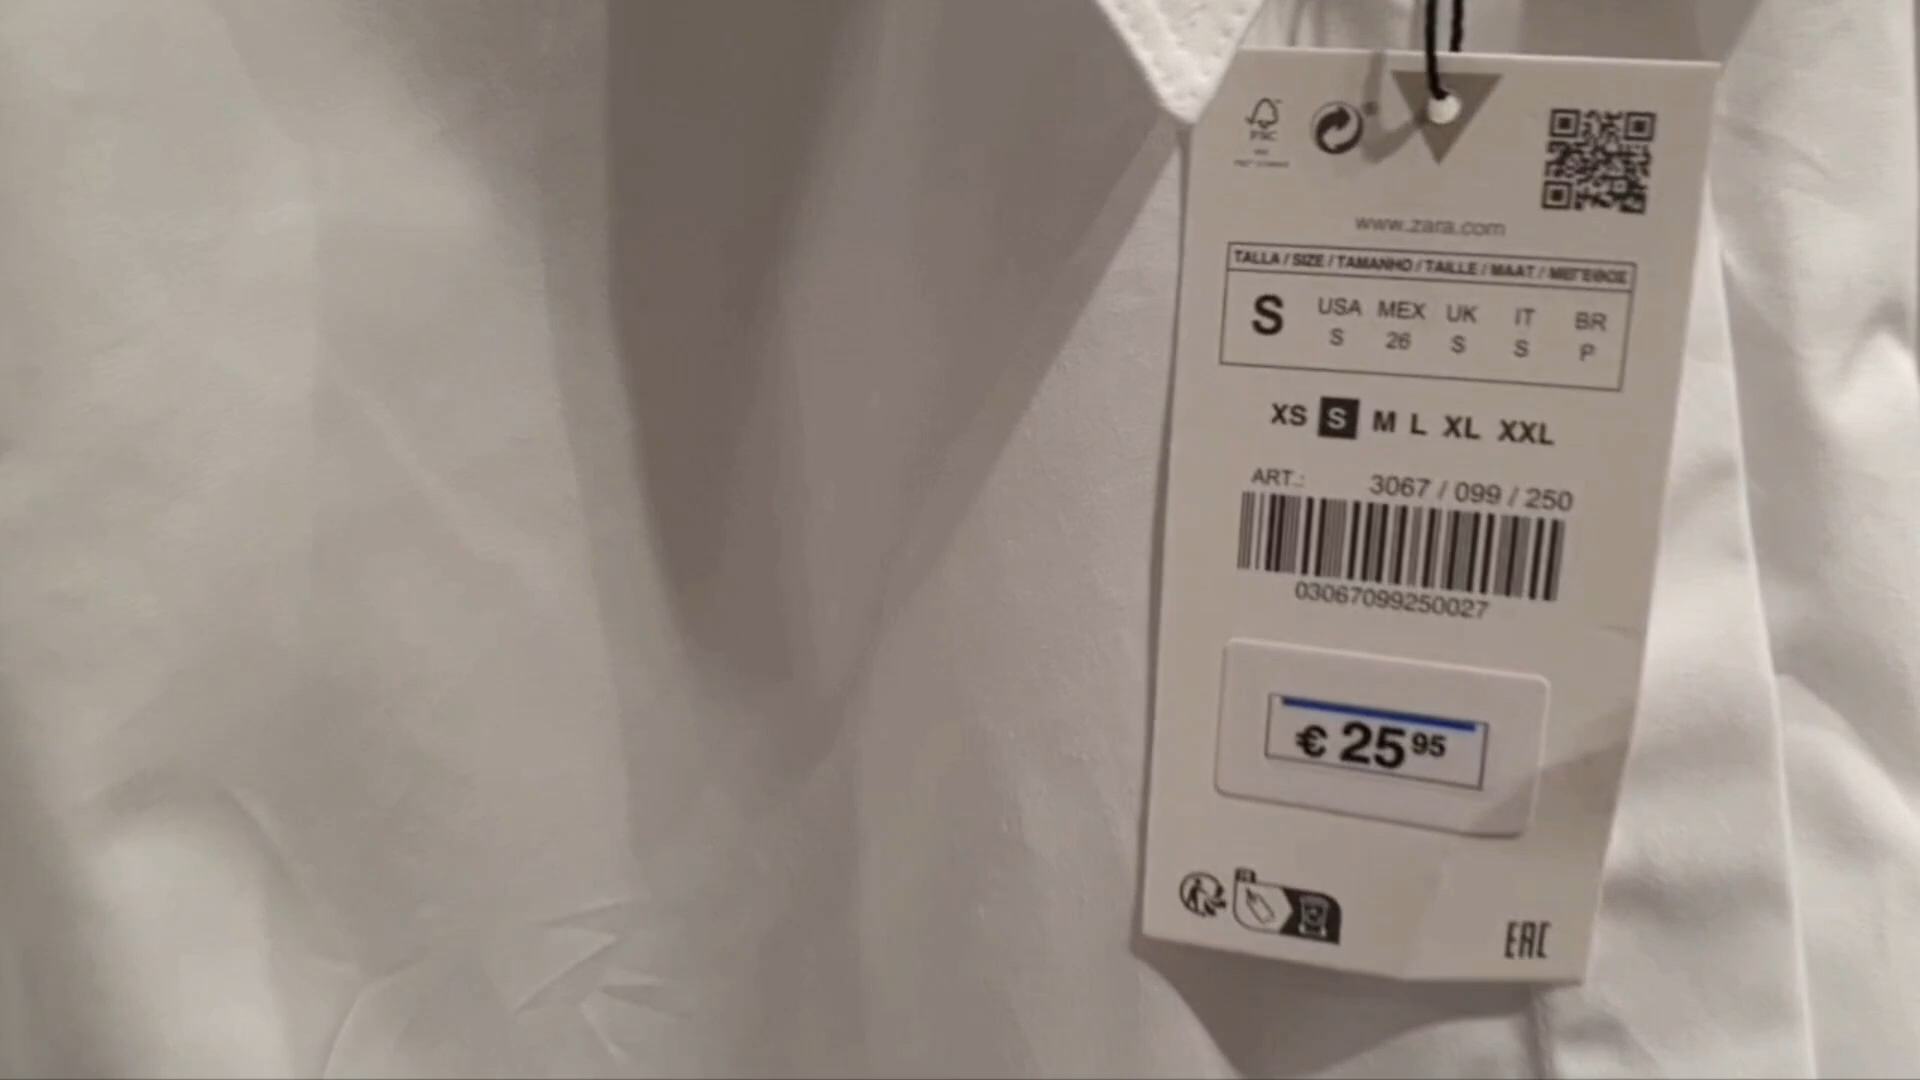 FSC
www.zara.com
TALLA / SIZE / TAMANHO / TAILLE / MAAT / ΜΕΓΕΘΟΣ
S USA MEX UK IT BR
S 26 S S P
XS S M L XL XXL
ART.: 3067 / 099 / 250
03067099250027
€ 25 95
EAC